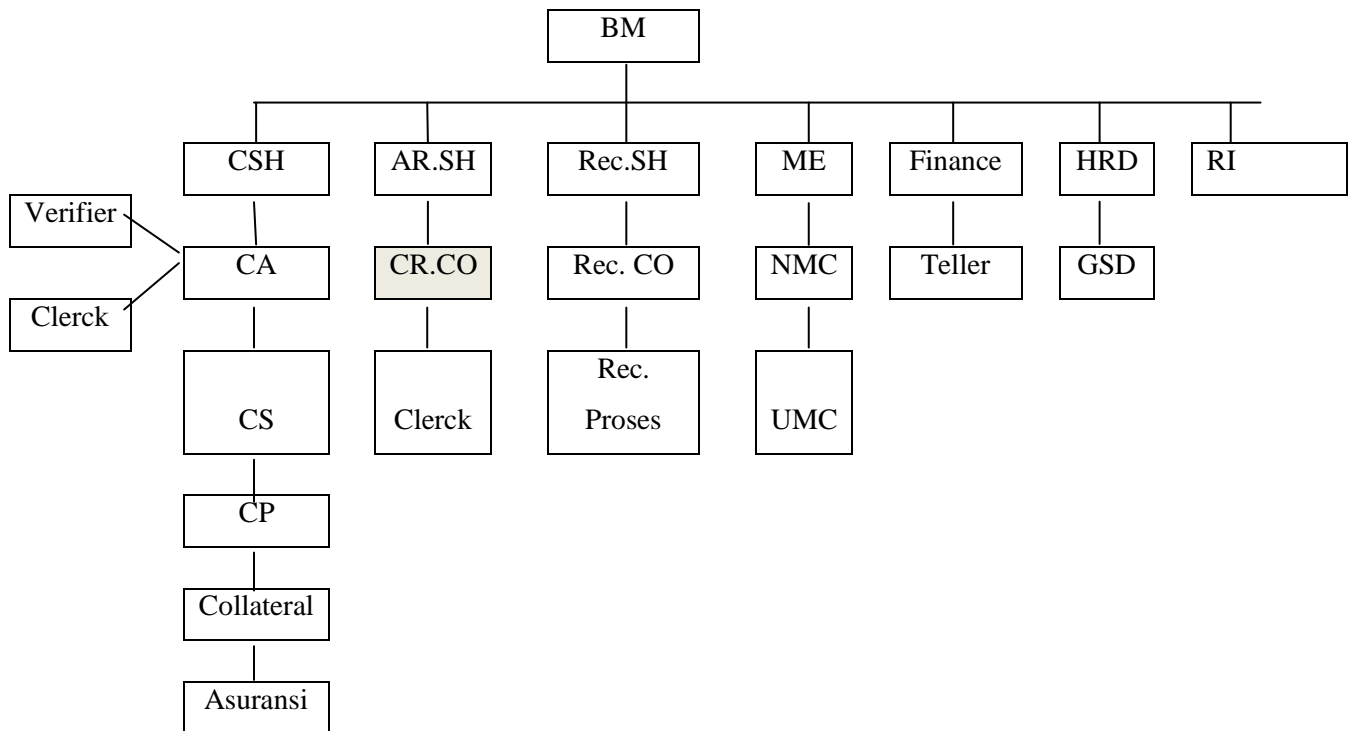 BM
CSH
AR.SH
Rec.SH
ME
Finance
HRD
RI
Verifier
CA
CR.CO
Rec. CO
NMC
Teller
GSD
Clerck
CS
Clerck
Rec.
Proses
UMC
CP
Collateral
Asuransi